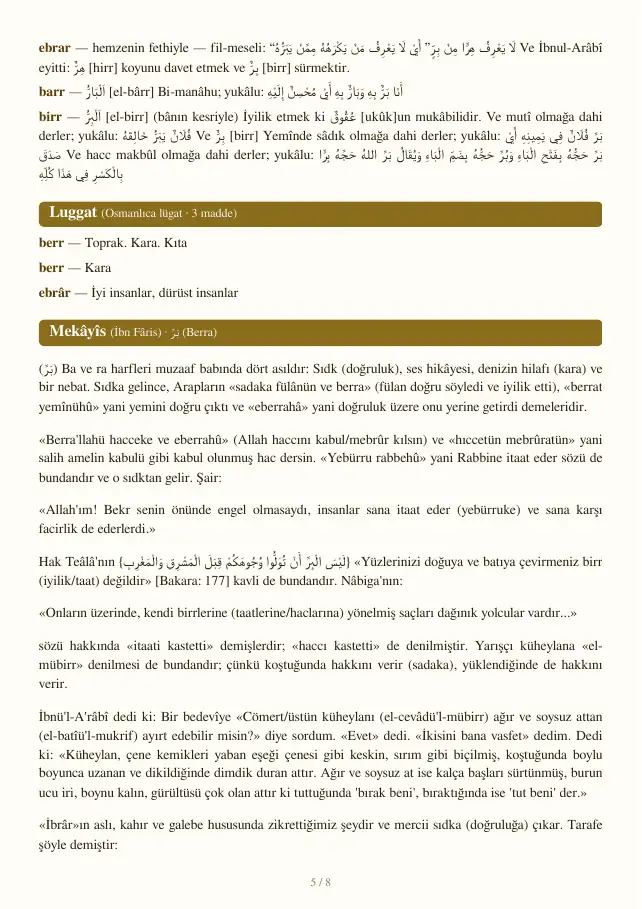 ebrar — hemzenin fethiyle — fil-meseli: “لَا يَعْرِفُ هِرًّا مِنْ بِرٍّ” أَيْ لَا يَعْرِفُ مَنْ يَكْرَهُهُ مِمَّنْ يَبَرُّهُ Ve İbnul-Arâbî
eyitti: هِرٌّ [hirr] koyunu davet etmek ve بِرٌّ [birr] sürmektir.
barr — اَلْبَارُّ [el-bârr] Bi-manâhu; yukâlu: أَنَا بَرٌّ بِهِ وَبَارٌّ بِهِ أَيْ مُحْسِنٌ إِلَيْهِ
birr — اَلْبِرُّ [el-birr] (bânın kesriyle) İyilik etmek ki عُقُوقٌ [ukûk]un mukâbilidir. Ve mutî olmağa dahi
derler; yukâlu: فُلَانٌ يَبَرُّ خَالِقَهُ Ve بِرٌّ [birr] Yemînde sâdık olmağa dahi derler; yukâlu: بَرَّ فُلَانٌ فِي يَمِينِهِ أَيْ
صَدَقَ Ve hacc makbûl olmağa dahi derler; yukâlu: بَرَّ حَجُّهُ بِفَتْحِ الْبَاءِ وَبُرَّ حَجُّهُ بِضَمِّ الْبَاءِ وَيُقَالُ بَرَّ اللهُ حَجَّهُ بِرًّا
بِالْكَسْرِ فِي هَذَا كُلِّهِ
Luggat (Osmanlıca lügat · 3 madde)
berr — Toprak. Kara. Kıta
berr — Kara
ebrâr — İyi insanlar, dürüst insanlar
Mekâyîs (İbn Fâris) · بَرَّ (Berra)
(بَرَّ) Ba ve ra harfleri muzaaf babında dört asıldır: Sıdk (doğruluk), ses hikâyesi, denizin hilafı (kara) ve
bir nebat. Sıdka gelince, Arapların «sadaka fülânün ve berra» (fülan doğru söyledi ve iyilik etti), «berrat
yemînühû» yani yemini doğru çıktı ve «eberrahâ» yani doğruluk üzere onu yerine getirdi demeleridir.
«Berra'llahü hacceke ve eberrahû» (Allah haccını kabul/mebrûr kılsın) ve «hıccetün mebrûratün» yani
salih amelin kabulü gibi kabul olunmuş hac dersin. «Yebürru rabbehû» yani Rabbine itaat eder sözü de
bundandır ve o sıdktan gelir. Şair:
«Allah'ım! Bekr senin önünde engel olmasaydı, insanlar sana itaat eder (yebürruke) ve sana karşı
facirlik de ederlerdi.»
Hak Teâlâ'nın {لَيْسَ الْبِرَّ أَنْ تُوَلُّوا وُجُوهَكُمْ قِبَلَ الْمَشْرِقِ وَالْمَغْرِبِ} «Yüzlerinizi doğuya ve batıya çevirmeniz birr
(iyilik/taat) değildir» [Bakara: 177] kavli de bundandır. Nâbiga'nın:
«Onların üzerinde, kendi birrlerine (taatlerine/haclarına) yönelmiş saçları dağınık yolcular vardır...»
sözü hakkında «itaati kastetti» demişlerdir; «haccı kastetti» de denilmiştir. Yarışçı küheylana «el-
mübirr» denilmesi de bundandır; çünkü koştuğunda hakkını verir (sadaka), yüklendiğinde de hakkını
verir.
İbnü'l-A'râbî dedi ki: Bir bedevîye «Cömert/üstün küheylanı (el-cevâdü'l-mübirr) ağır ve soysuz attan
(el-batîü'l-mukrif) ayırt edebilir misin?» diye sordum. «Evet» dedi. «İkisini bana vasfet» dedim. Dedi
ki: «Küheylan, çene kemikleri yaban eşeği çenesi gibi keskin, sırım gibi biçilmiş, koştuğunda boylu
boyunca uzanan ve dikildiğinde dimdik duran attır. Ağır ve soysuz at ise kalça başları sürtünmüş, burun
ucu iri, boynu kalın, gürültüsü çok olan attır ki tuttuğunda 'bırak beni', bıraktığında ise 'tut beni' der.»
«İbrâr»ın aslı, kahır ve galebe hususunda zikrettiğimiz şeydir ve mercii sıdka (doğruluğa) çıkar. Tarafe
şöyle demiştir:
5 / 8